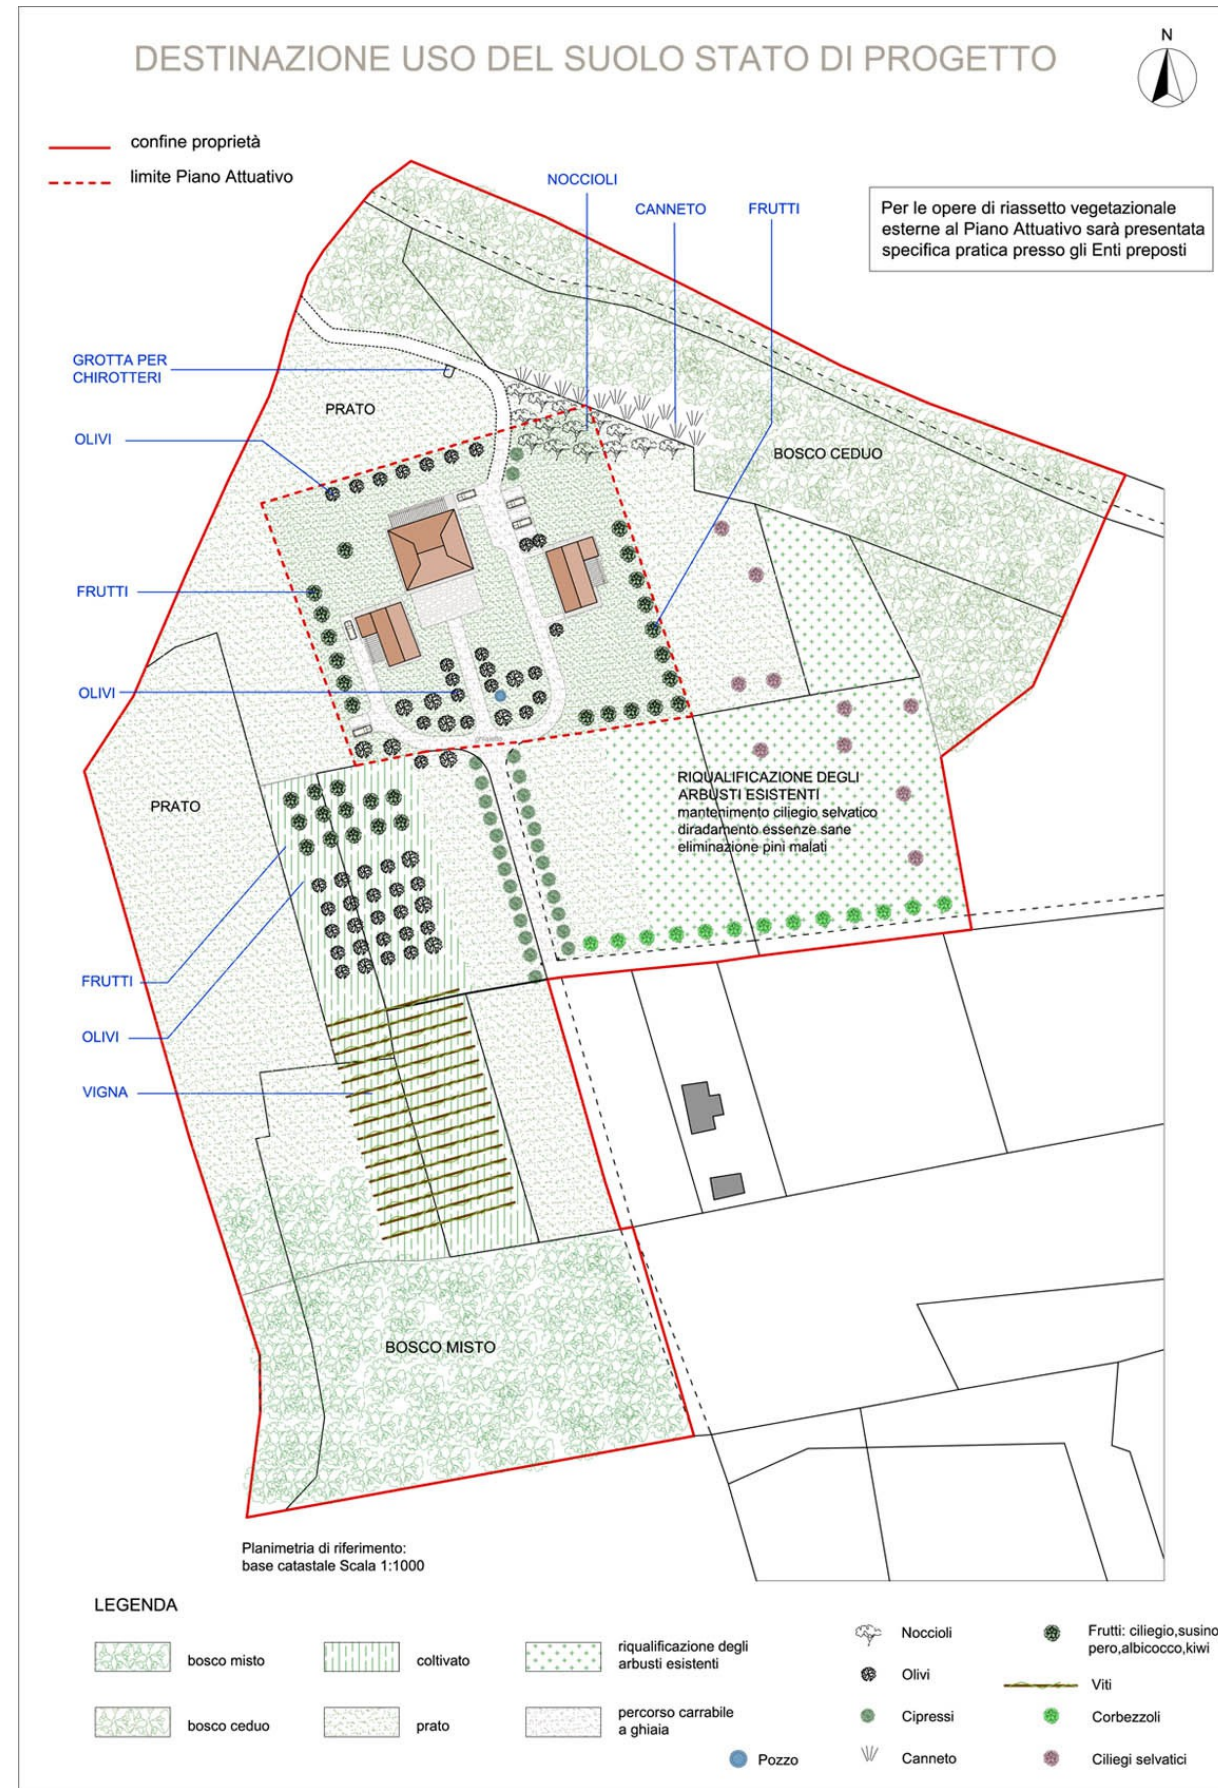 DESTINAZIONE USO DEL SUOLO STATO DI PROGETTO
N
confine proprietà
limite Piano Attuativo
NOCCIOLI
CANNETO
FRUTTI
Per le opere di riassetto vegetazionale
esterne al Piano Attuativo sarà presentata
specifica pratica presso gli Enti preposti
GROTTA PER
CHIROTTERI
PRATO
OLIVI
BOSCO CEDUO
FRUTTI
OLIVI
PRATO
RIQUALIFICAZIONE DEGLI
ARBUSTI ESISTENTI
mantenimento ciliegio selvatico
diradamento essenze sane
eliminazione pini malati
FRUTTI
OLIVI
VIGNA
BOSCO MISTO
Planimetria di riferimento:
base catastale Scala 1:1000
LEGENDA
bosco misto
coltivato
riqualificazione degli
arbusti esistenti
Noccioli
Frutti: ciliegio,susino
pero,albicocco,kiwi
Olivi
Viti
bosco ceduo
prato
percorso carrabile
a ghiaia
Cipressi
Corbezzoli
Pozzo
Canneto
Ciliegi selvatici